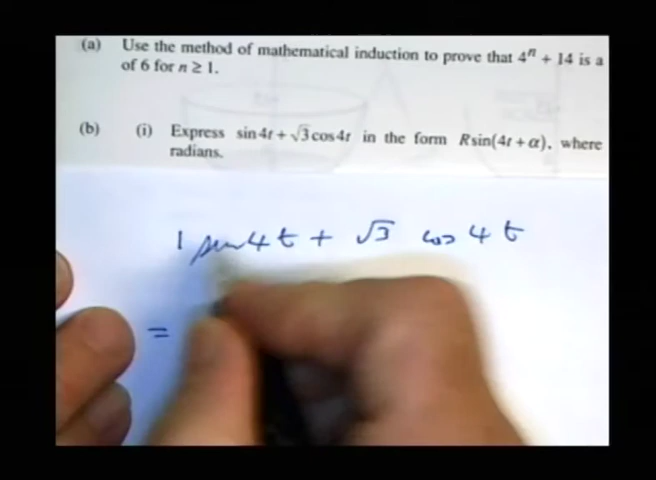 (a) Use the method of mathematical induction to prove that 4ⁿ + 14 is a
of 6 for n ≥ 1.
(b) (i) Express sin 4t + √3 cos 4t in the form R sin(4t + α), where
radians.
1 sin 4t + √3 cos 4t
=